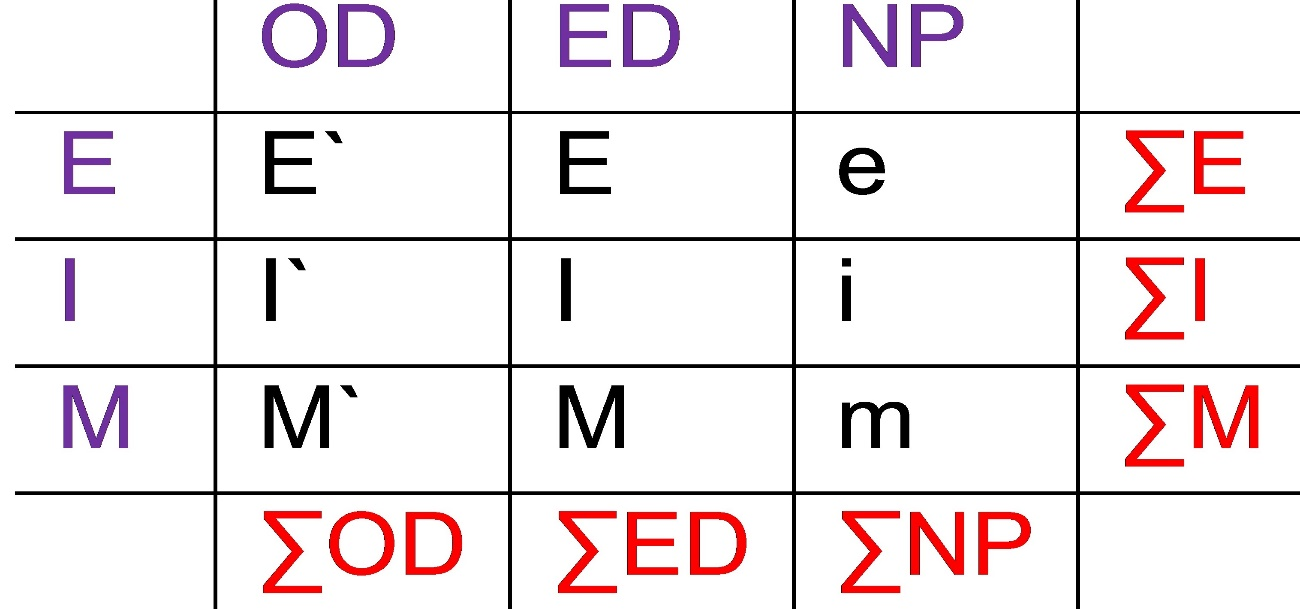 OD ED NP
E E` E e ∑E
I I` I i ∑I
M M` M m ∑M
∑OD ∑ED ∑NP